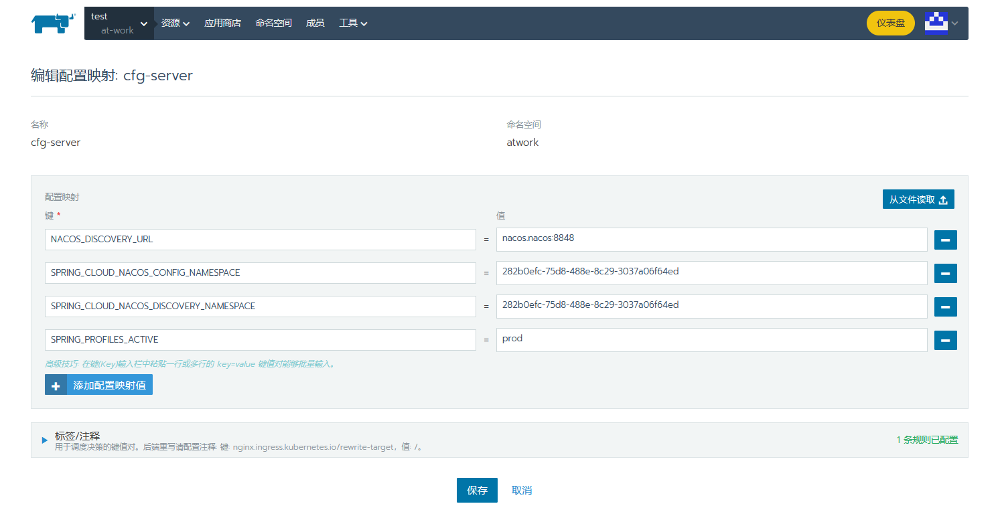 test
at-work
资源 应用商店 命名空间 成员 工具 仪表盘
编辑配置映射: cfg-server
名称 命名空间
cfg-server atwork
配置映射 从文件读取
键 * 值
NACOS_DISCOVERY_URL = nacos.nacos:8848
SPRING_CLOUD_NACOS_CONFIG_NAMESPACE = 282b0efc-75d8-488e-8c29-3037a06f64ed
SPRING_CLOUD_NACOS_DISCOVERY_NAMESPACE = 282b0efc-75d8-488e-8c29-3037a06f64ed
SPRING_PROFILES_ACTIVE = prod
高级技巧: 在键(Key)输入栏中粘贴一行或多行的 key=value 键值对能够批量输入。
添加配置映射值
标签/注释
用于调度决策的键值对。后端重写请配置注释: 键: nginx.ingress.kubernetes.io/rewrite-target，值: /。
1 条规则已配置
保存 取消